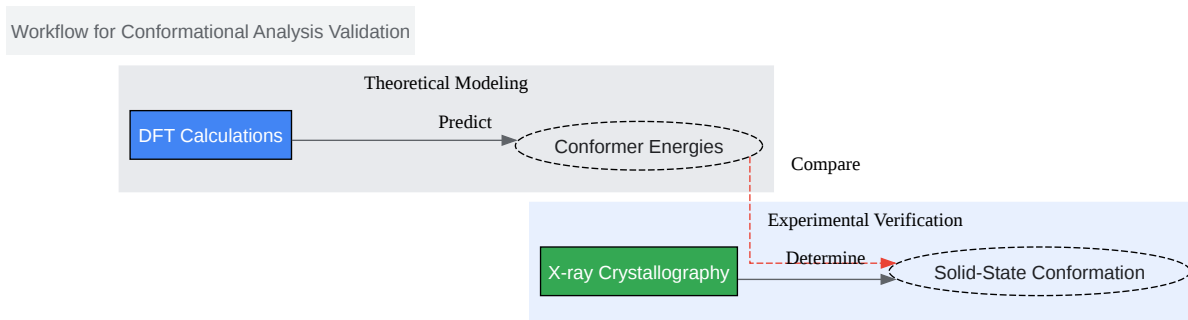 Workflow for Conformational Analysis Validation
Theoretical Modeling
DFT Calculations
Predict
Conformer Energies
Compare
Experimental Verification
X-ray Crystallography
Determine
Solid-State Conformation